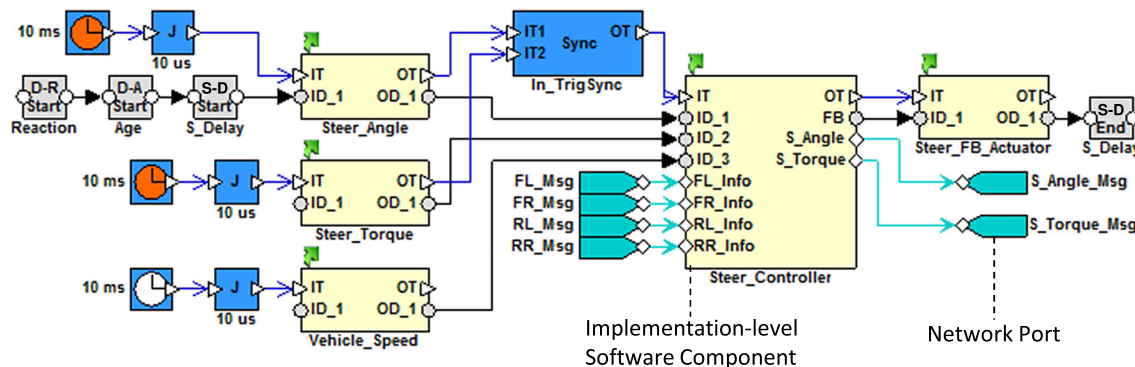 10 ms
J
10 us
IT1
IT2
Sync
OT
In_TrigSync
D-R
Start
Reaction
D-A
Start
Age
S-D
Start
S_Delay
IT
ID_1
OT
OD_1
Steer_Angle
10 ms
J
10 us
IT
ID_1
OT
OD_1
Steer_Torque
10 ms
J
10 us
IT
ID_1
OT
OD_1
Vehicle_Speed
FL_Msg
FR_Msg
RL_Msg
RR_Msg
IT
ID_1
ID_2
ID_3
FL_Info
FR_Info
RL_Info
RR_Info
OT
FB
S_Angle
S_Torque
Steer_Controller
IT
ID_1
OT
OD_1
Steer_FB_Actuator
S-D
End
S_Delay
S_Angle_Msg
S_Torque_Msg
Implementation-level
Software Component
Network Port